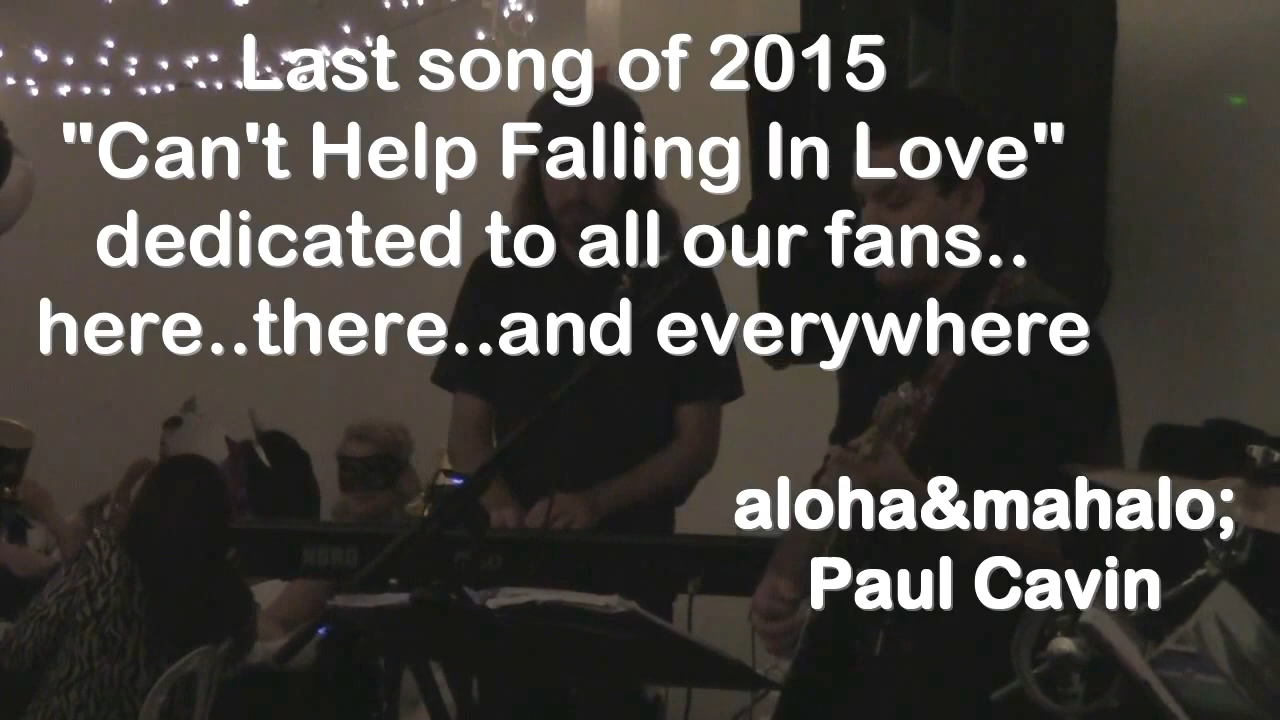 Last song of 2015
"Can't Help Falling In Love"
dedicated to all our fans..
here..there..and everywhere
aloha&mahalo;
Paul Cavin